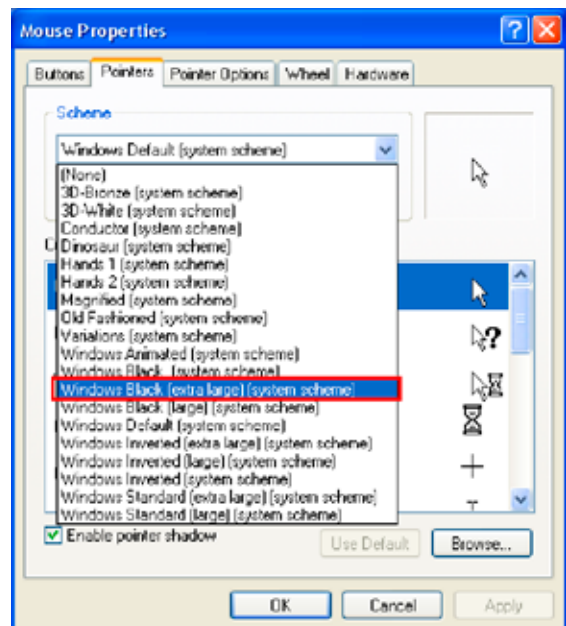 Mouse Properties
Buttons Pointers Pointer Options Wheel Hardware
Scheme
Windows Default (system scheme)
(None)
3D-Bronze (system scheme)
3D-White (system scheme)
Conductor (system scheme)
Dinosaur (system scheme)
Hands 1 (system scheme)
Hands 2 (system scheme)
Magnified (system scheme)
Old Fashioned (system scheme)
Variations (system scheme)
Windows Animated (system scheme)
Windows Black (system scheme)
Windows Black (extra large) (system scheme)
Windows Black (large) (system scheme)
Windows Default (system scheme)
Windows Inverted (extra large) (system scheme)
Windows Inverted (large) (system scheme)
Windows Inverted (system scheme)
Windows Standard (extra large) (system scheme)
Windows Standard (large) (system scheme)
Enable pointer shadow Use Default Browse...
OK Cancel Apply